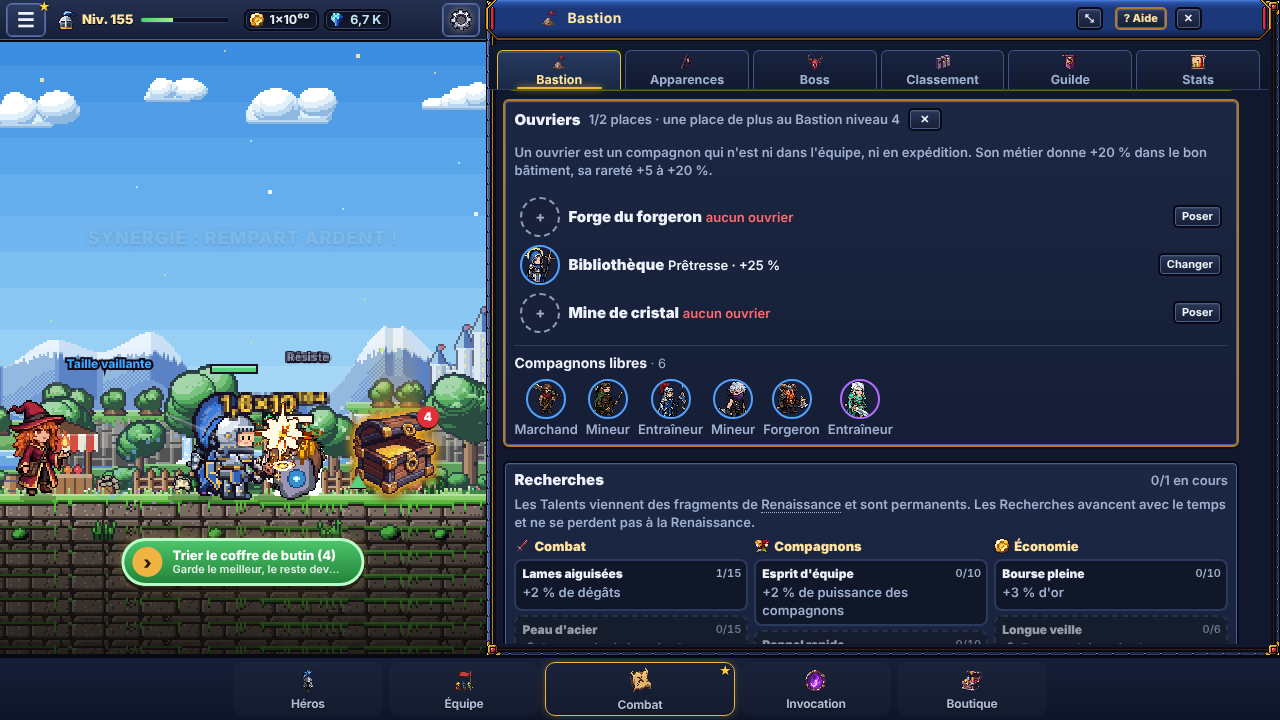 Niv. 155
1×10⁶⁰
6,7 K
Bastion
? Aide
Bastion
Apparences
Boss
Classement
Guilde
Stats
Ouvriers 1/2 places · une place de plus au Bastion niveau 4
Un ouvrier est un compagnon qui n'est ni dans l'équipe, ni en expédition. Son métier donne +20 % dans le bon
bâtiment, sa rareté +5 à +20 %.
Forge du forgeron aucun ouvrier
Poser
Bibliothèque Prêtresse · +25 %
Changer
Mine de cristal aucun ouvrier
Poser
Compagnons libres · 6
Marchand
Mineur
Entraîneur
Mineur
Forgeron
Entraîneur
Recherches
0/1 en cours
Les Talents viennent des fragments de Renaissance et sont permanents. Les Recherches avancent avec le temps
et ne se perdent pas à la Renaissance.
Combat
Compagnons
Économie
Lames aiguisées 1/15
+2 % de dégâts
Esprit d'équipe 0/10
+2 % de puissance des
compagnons
Bourse pleine 0/10
+3 % d'or
Peau d'acier 0/15
Longue veille 0/6
SYNERGIE : REMPART ARDENT !
Taille vaillante
Résiste
4
Trier le coffre de butin (4)
Garde le meilleur, le reste dev...
Héros
Équipe
Combat
Invocation
Boutique